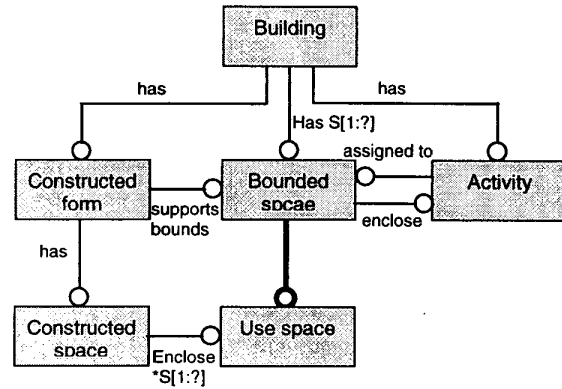 Building
has
has
Has S[1:?]
assigned to
Constructed
form
supports
bounds
Bounded
spcae
enclose
Activity
has
Constructed
space
Enclose
*S[1:?]
Use space